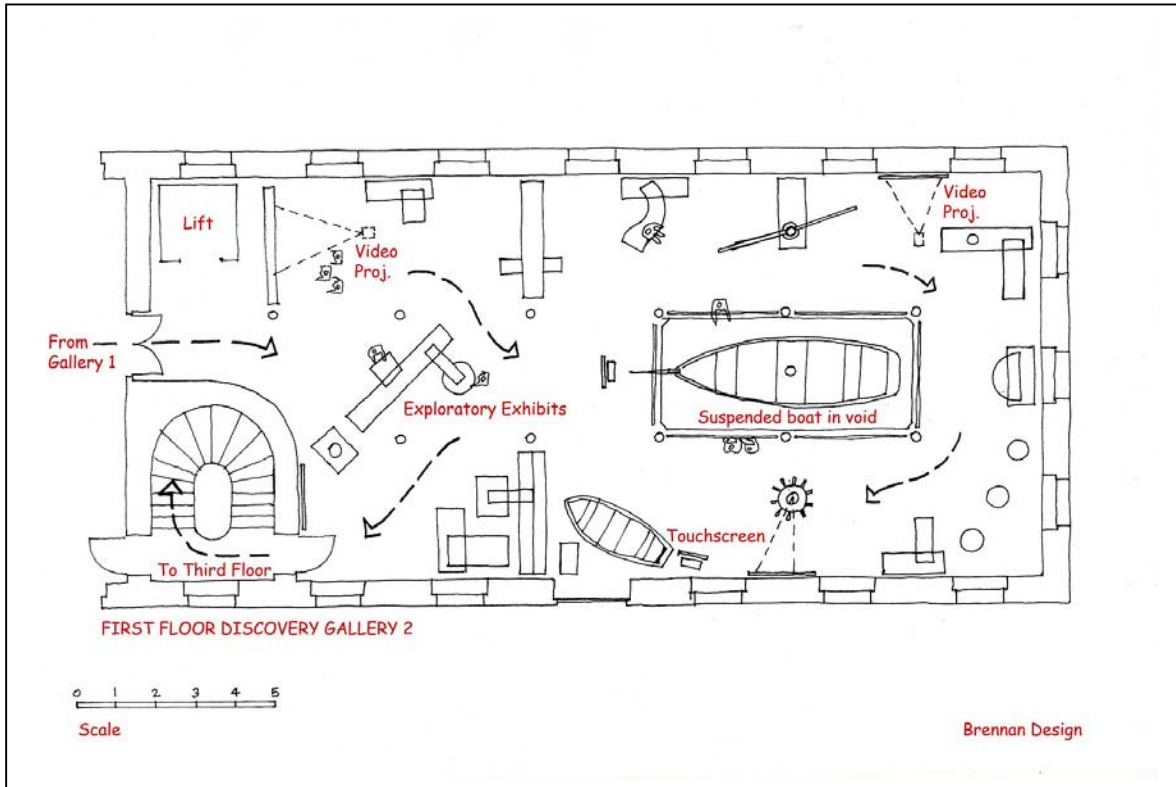 Lift
Video
Proj.
Video
Proj.
From
Gallery 1
Exploratory Exhibits
Suspended boat in void
Touchscreen
To Third Floor
FIRST FLOOR DISCOVERY GALLERY 2
0 1 2 3 4 5
Scale
Brennan Design